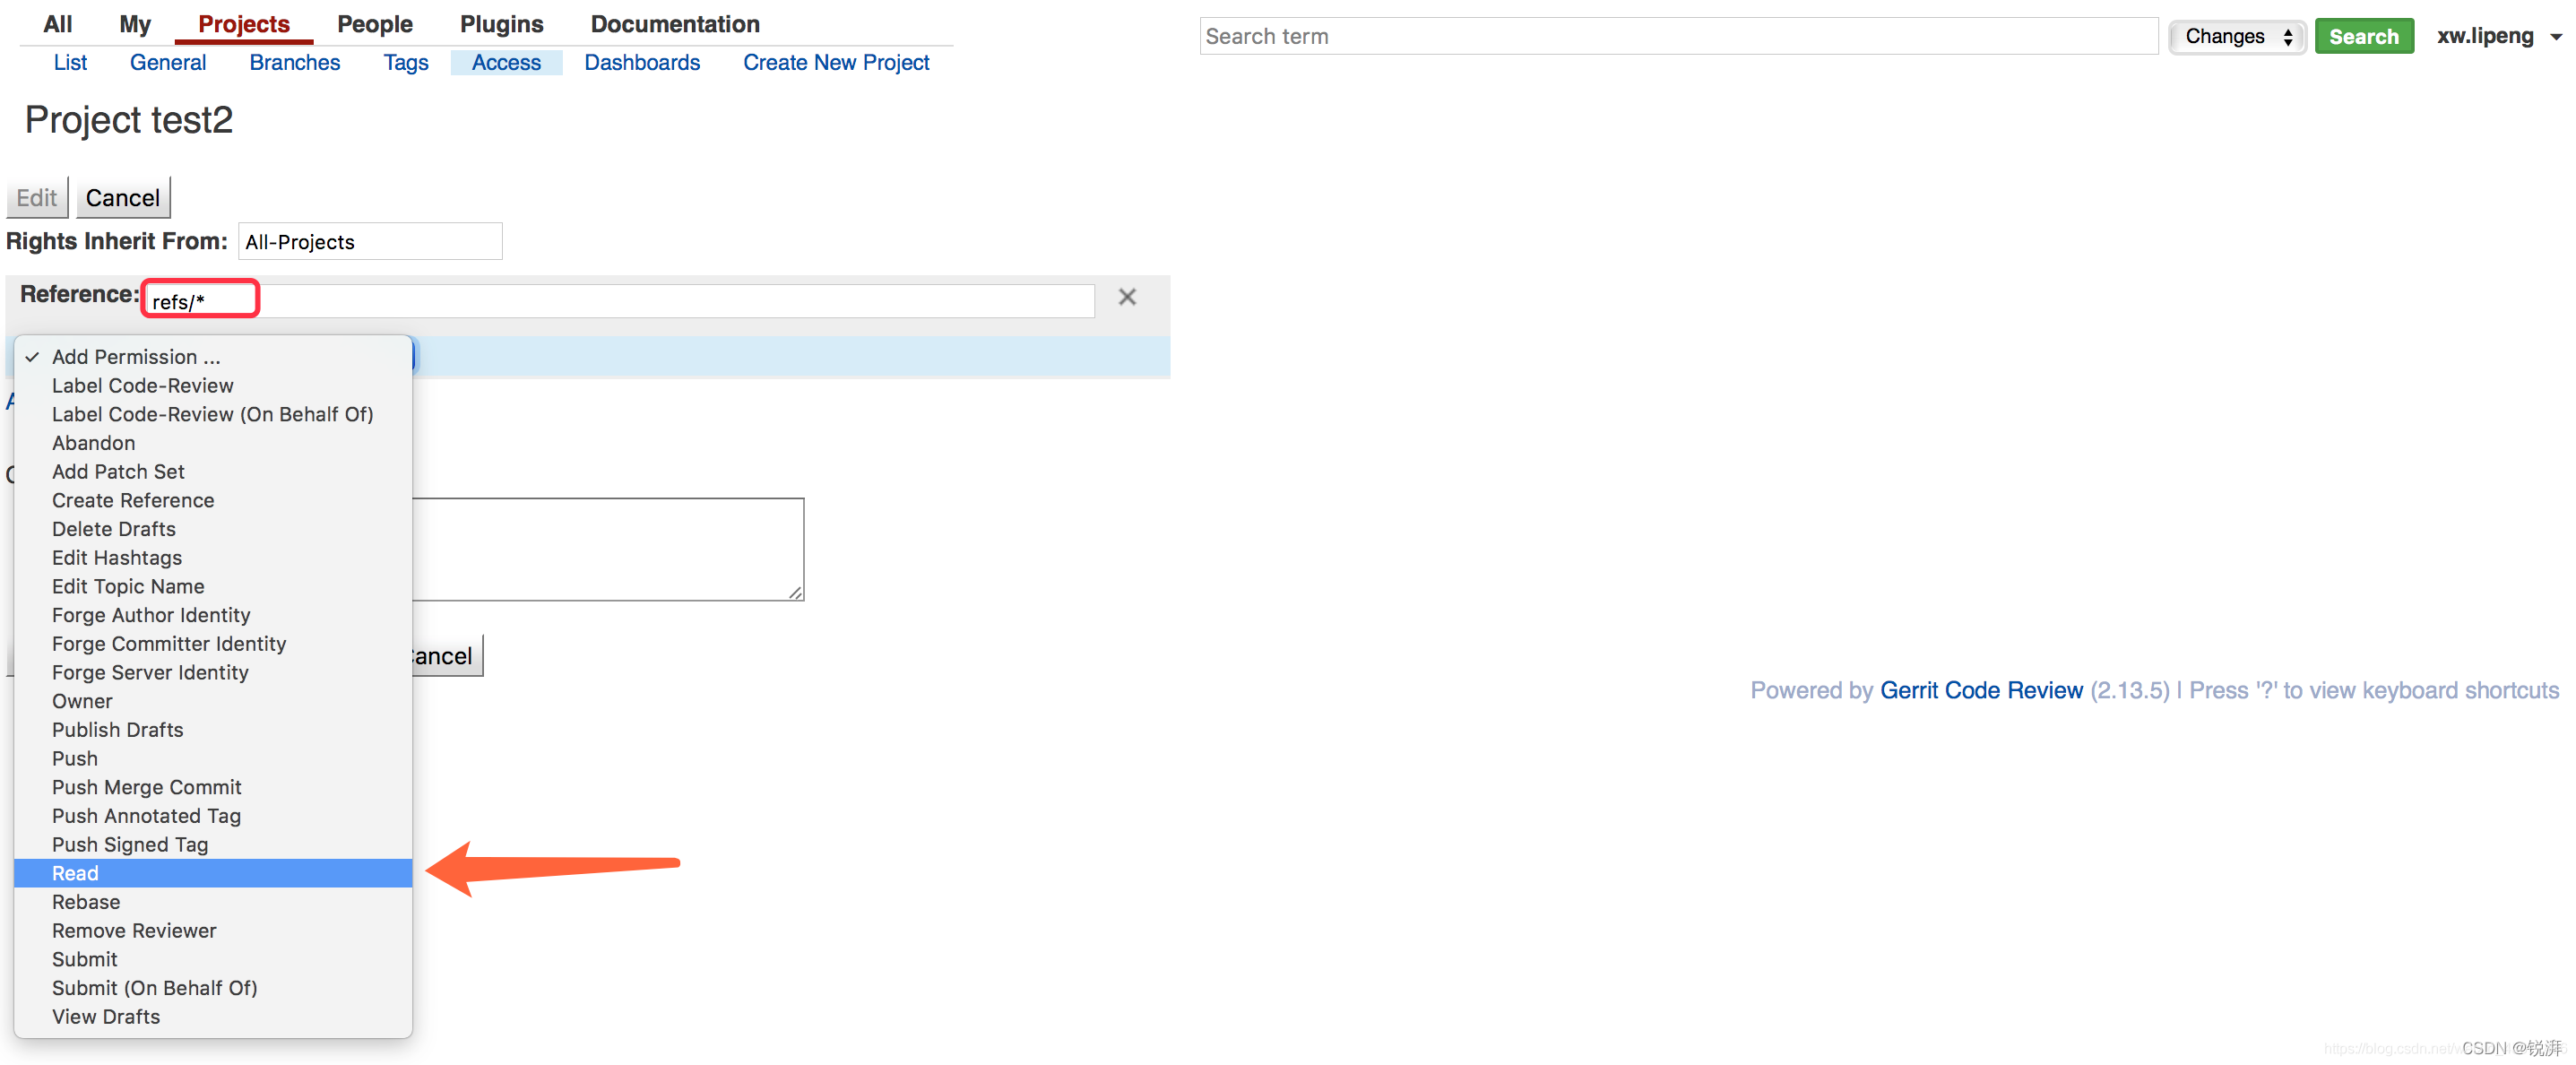 All My Projects People Plugins Documentation
List General Branches Tags Access Dashboards Create New Project
Search term Changes Search xw.lipeng
Project test2
Edit Cancel
Rights Inherit From: All-Projects
Reference: refs/*
✓ Add Permission ...
Label Code-Review
Label Code-Review (On Behalf Of)
Abandon
Add Patch Set
Create Reference
Delete Drafts
Edit Hashtags
Edit Topic Name
Forge Author Identity
Forge Committer Identity
Forge Server Identity
Owner
Publish Drafts
Push
Push Merge Commit
Push Annotated Tag
Push Signed Tag
Read
Rebase
Remove Reviewer
Submit
Submit (On Behalf Of)
View Drafts
Cancel
Powered by Gerrit Code Review (2.13.5) | Press '?' to view keyboard shortcuts
CSDN @锐湃